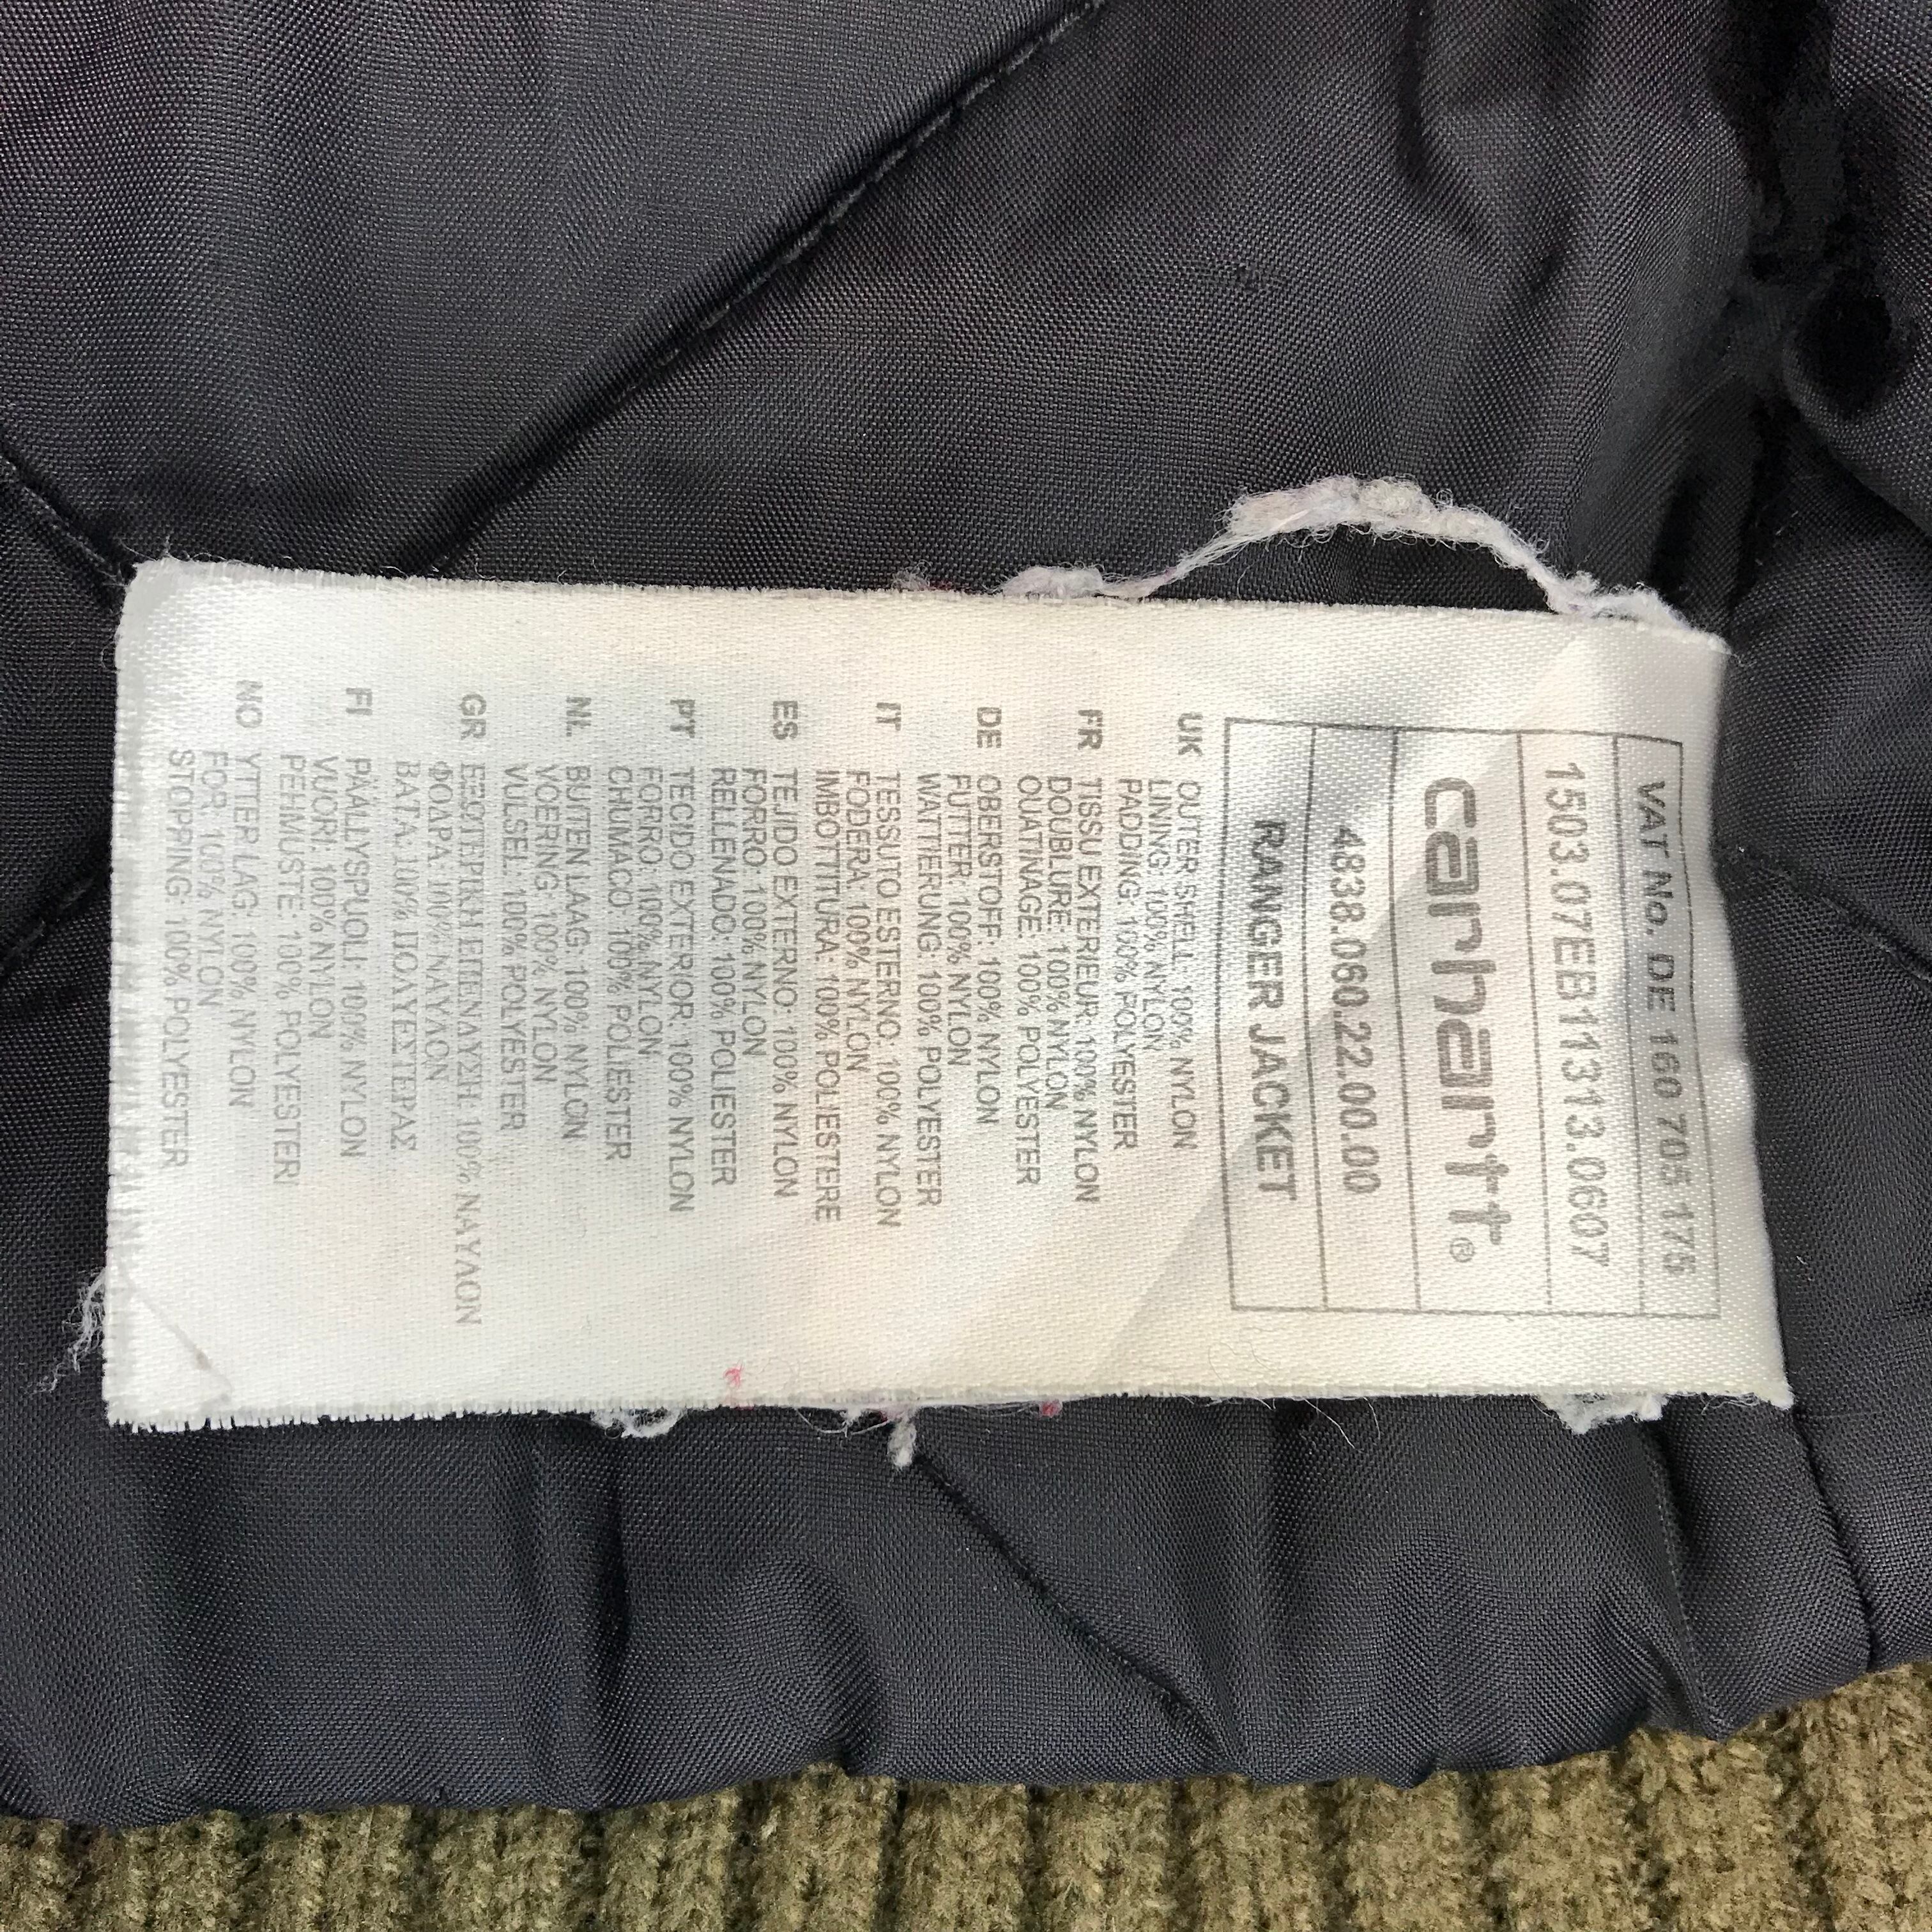 VAT No. DE 160 705 175
1503.07EB11313.0607
carhartt®
4838.060.22.00.00
RANGER JACKET
UK OUTER SHELL: 100% NYLON
LINING: 100% NYLON
PADDING: 100% POLYESTER
FR TISSU EXTERIEUR: 100% NYLON
DOUBLURE: 100% NYLON
OUATINAGE: 100% POLYESTER
DE OBERSTOFF: 100% NYLON
FUTTER: 100% NYLON
WATTIERUNG: 100% POLYESTER
IT TESSUTO ESTERNO: 100% NYLON
FODERA: 100% NYLON
IMBOTTITURA: 100% POLIESTERE
ES TEJIDO EXTERNO: 100% NYLON
FORRO: 100% NYLON
RELLENADO: 100% POLIESTER
PT TECIDO EXTEROR: 100% NYLON
FORRO: 100% NYLON
CHUMACO: 100% POLIESTER
NL BUTEN LAAG: 100% NYLON
VOERING: 100% NYLON
VULSEL: 100% POLYESTER
GR ΕΞΩΤΕΡΙΚΗ ΕΠΕΝΔΥΣΗ: 100% ΝΑΥΛΟΝ
ΦΟΔΡΑ: 100% ΝΑΥΛΟΝ
ΒΑΤΑ: 100% ΠΟΛΥΕΣΤΕΡΑΣ
FI PÄÄLLYSPUOLI: 100% NYLON
VUORI: 100% NYLON
PEHMUSTE: 100% POLYESTER
NO YTTER LAG: 100% NYLON
FOR: 100% NYLON
STOPRING: 100% POLYESTER